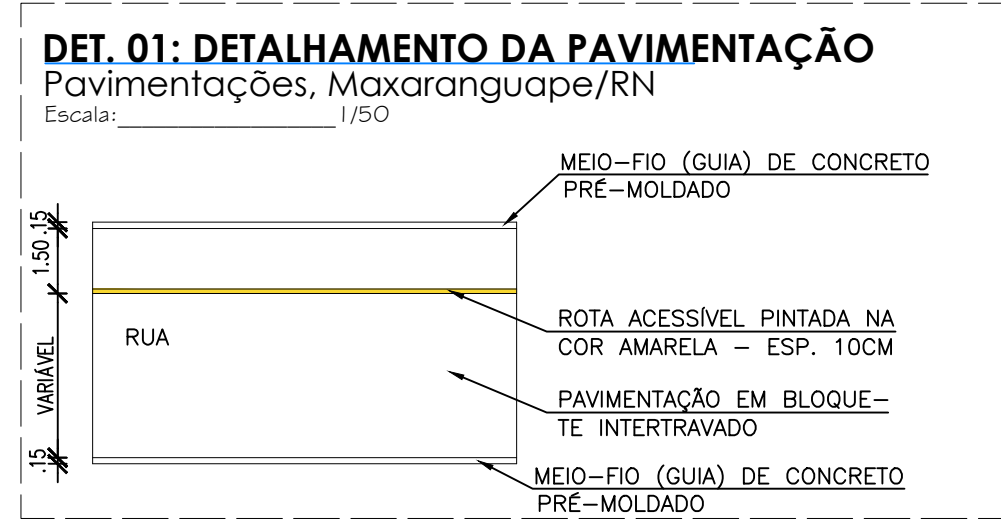 DET. 01: DETALHAMENTO DA PAVIMENTAÇÃO
Pavimentações, Maxaranguape/RN
Escala:__________________1/50
MEIO-FIO (GUIA) DE CONCRETO
PRÉ-MOLDADO
.15
1.50
ROTA ACESSÍVEL PINTADA NA
COR AMARELA - ESP. 10CM
RUA
VARIÁVEL
PAVIMENTAÇÃO EM BLOQUE-
TE INTERTRAVADO
.15
MEIO-FIO (GUIA) DE CONCRETO
PRÉ-MOLDADO